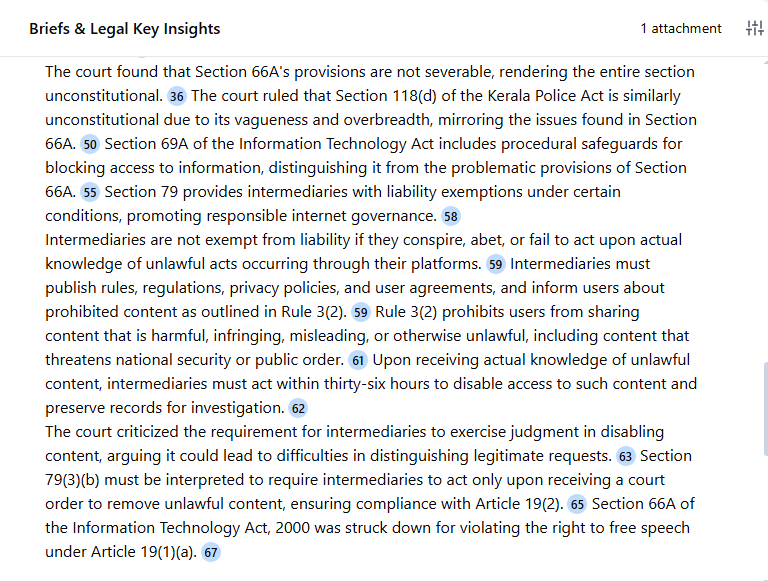 Briefs & Legal Key Insights
1 attachment
The court found that Section 66A's provisions are not severable, rendering the entire section
unconstitutional. 36 The court ruled that Section 118(d) of the Kerala Police Act is similarly
unconstitutional due to its vagueness and overbreadth, mirroring the issues found in Section
66A. 50 Section 69A of the Information Technology Act includes procedural safeguards for
blocking access to information, distinguishing it from the problematic provisions of Section
66A. 55 Section 79 provides intermediaries with liability exemptions under certain
conditions, promoting responsible internet governance. 58
Intermediaries are not exempt from liability if they conspire, abet, or fail to act upon actual
knowledge of unlawful acts occurring through their platforms. 59 Intermediaries must
publish rules, regulations, privacy policies, and user agreements, and inform users about
prohibited content as outlined in Rule 3(2). 59 Rule 3(2) prohibits users from sharing
content that is harmful, infringing, misleading, or otherwise unlawful, including content that
threatens national security or public order. 61 Upon receiving actual knowledge of unlawful
content, intermediaries must act within thirty-six hours to disable access to such content and
preserve records for investigation. 62
The court criticized the requirement for intermediaries to exercise judgment in disabling
content, arguing it could lead to difficulties in distinguishing legitimate requests. 63 Section
79(3)(b) must be interpreted to require intermediaries to act only upon receiving a court
order to remove unlawful content, ensuring compliance with Article 19(2). 65 Section 66A of
the Information Technology Act, 2000 was struck down for violating the right to free speech
under Article 19(1)(a). 67